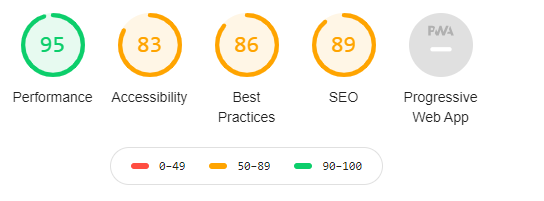 95 83 86 89 PWA
Performance Accessibility Best Practices SEO Progressive Web App
0–49 50–89 90–100